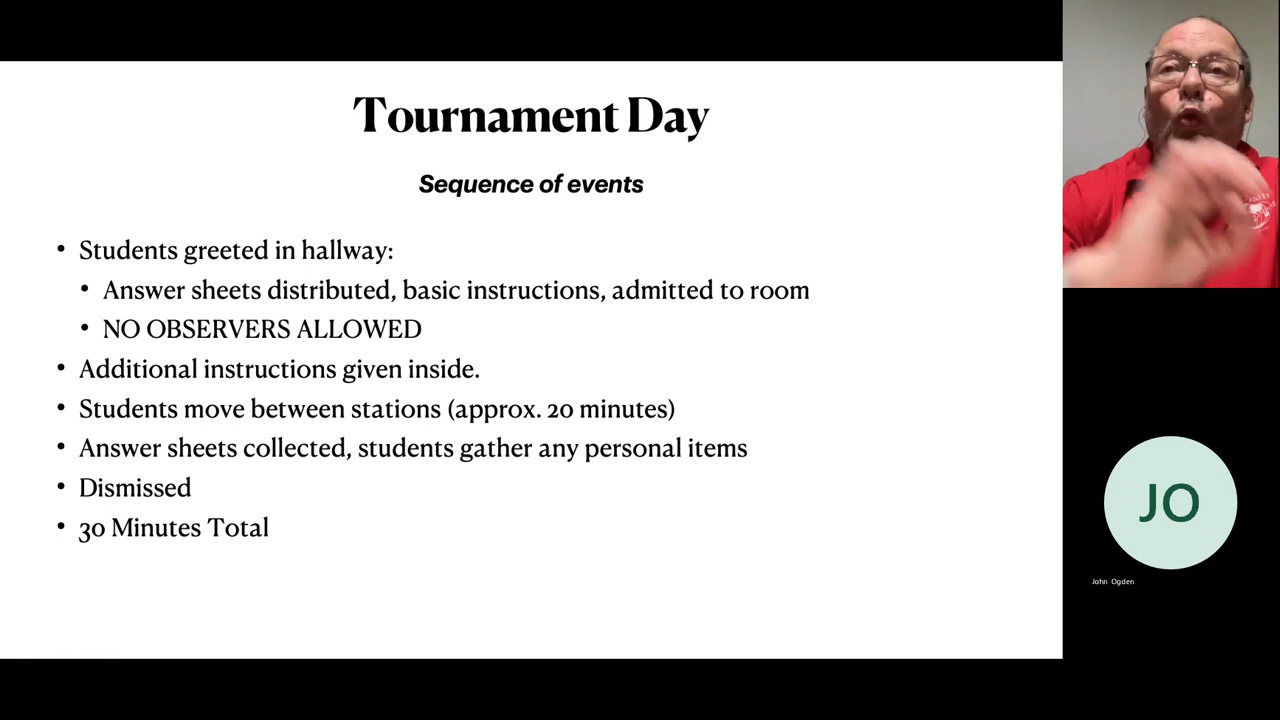 Tournament Day
Sequence of events
• Students greeted in hallway:
• Answer sheets distributed, basic instructions, admitted to room
• NO OBSERVERS ALLOWED
• Additional instructions given inside.
• Students move between stations (approx. 20 minutes)
• Answer sheets collected, students gather any personal items
• Dismissed
• 30 Minutes Total
JO
John Ogden